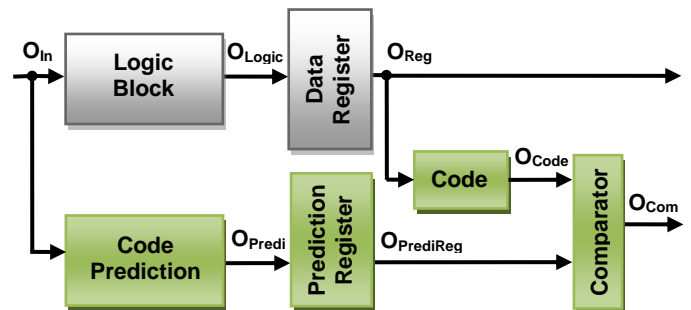 O_In
Logic
Block
O_Logic
Data
Register
O_Reg
Code
O_Code
Comparator
O_Com
Code
Prediction
O_Predi
Prediction
Register
O_PrediReg